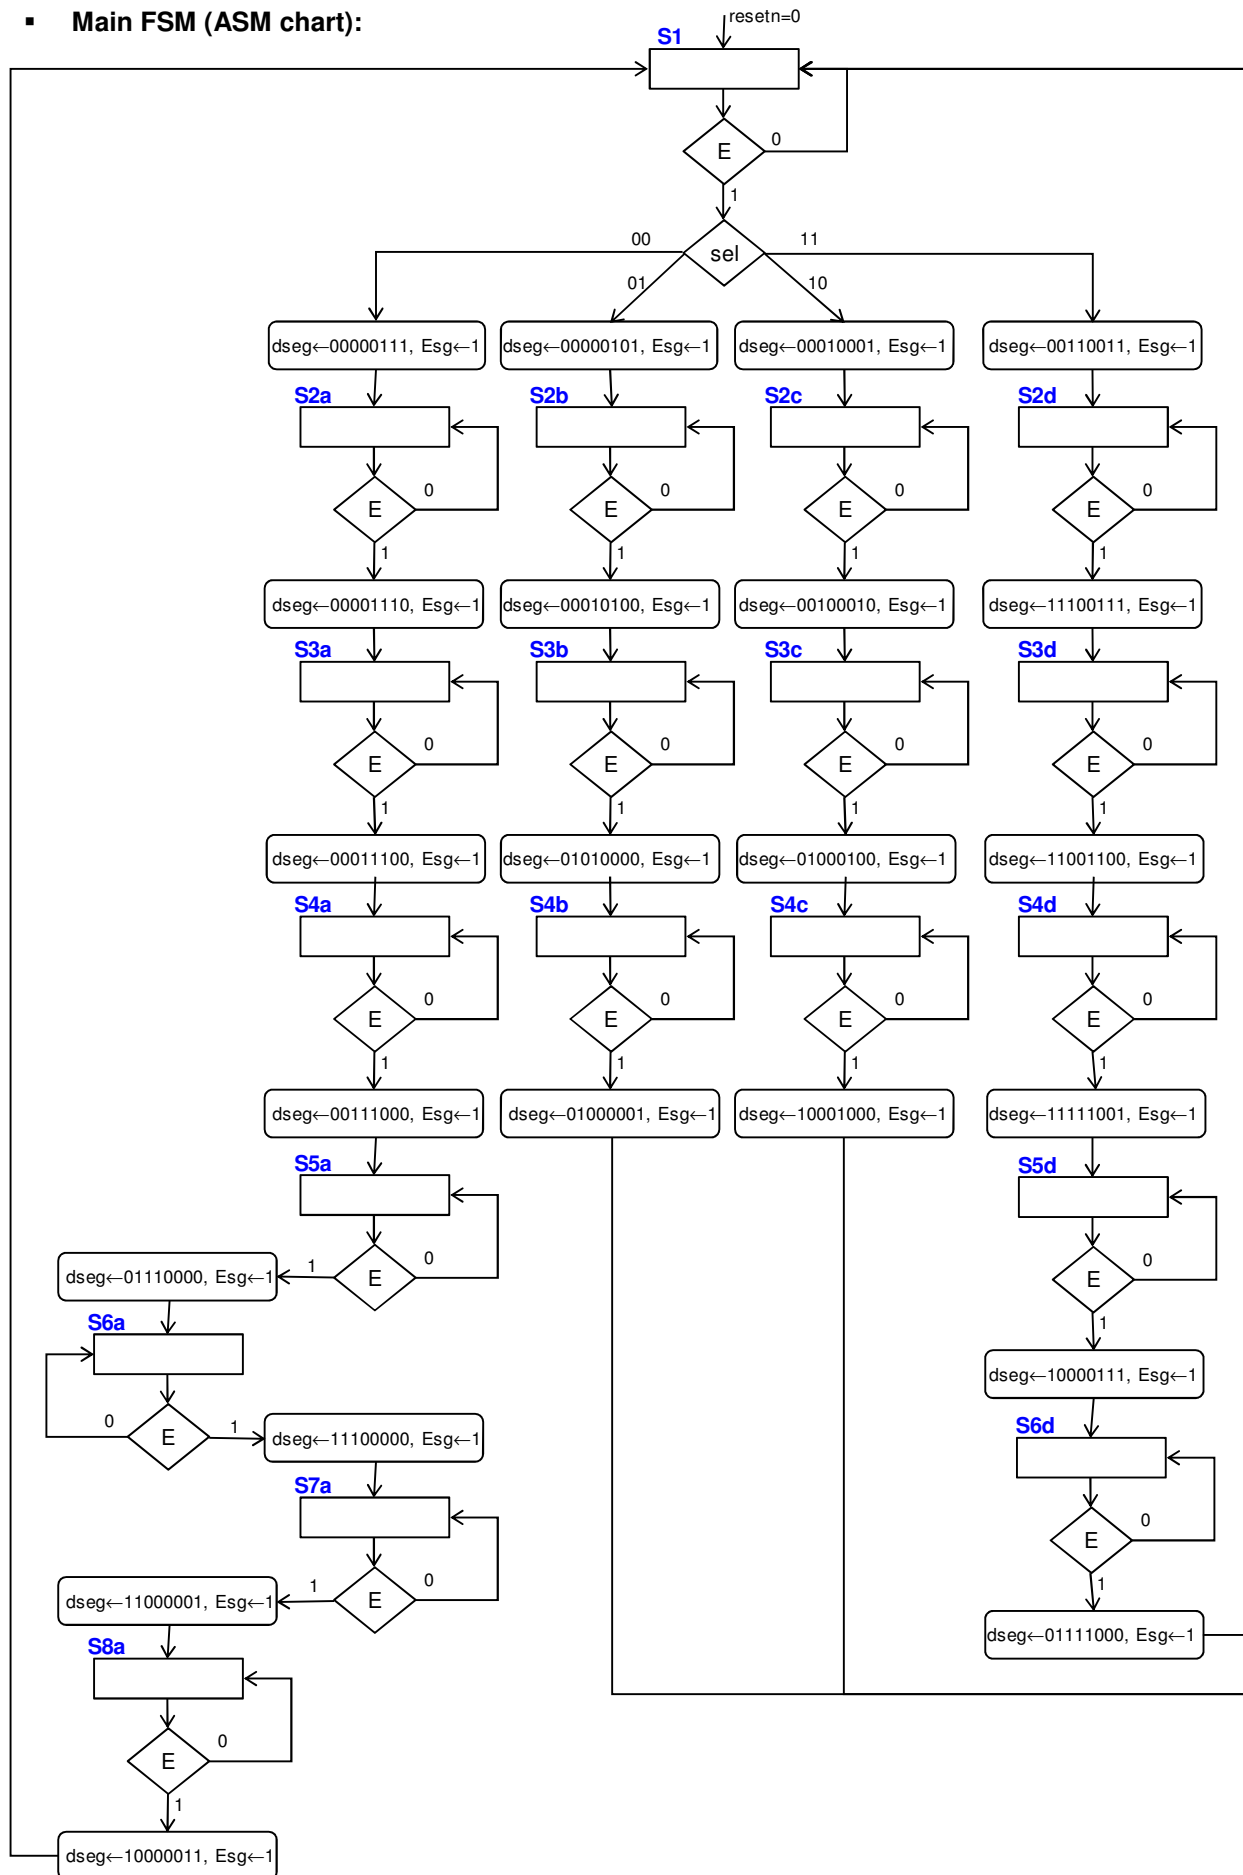 ▪ Main FSM (ASM chart):
resetn=0
S1
E
0
1
sel
00
11
01
10
dseg←00000111, Esg←1
dseg←00000101, Esg←1
dseg←00010001, Esg←1
dseg←00110011, Esg←1
S2a
S2b
S2c
S2d
E
0
E
0
E
0
E
0
1
1
1
1
dseg←00001110, Esg←1
dseg←00010100, Esg←1
dseg←00100010, Esg←1
dseg←11100111, Esg←1
S3a
S3b
S3c
S3d
E
0
E
0
E
0
E
0
1
1
1
1
dseg←00011100, Esg←1
dseg←01010000, Esg←1
dseg←01000100, Esg←1
dseg←11001100, Esg←1
S4a
S4b
S4c
S4d
E
0
E
0
E
0
E
0
1
1
1
1
dseg←00111000, Esg←1
dseg←01000001, Esg←1
dseg←10001000, Esg←1
dseg←11111001, Esg←1
S5a
S5d
dseg←01110000, Esg←1
1
E
0
E
0
1
S6a
dseg←10000111, Esg←1
0
E
1
dseg←11100000, Esg←1
S6d
S7a
E
0
1
dseg←11000001, Esg←1
1
E
0
dseg←01111000, Esg←1
S8a
E
0
1
dseg←10000011, Esg←1